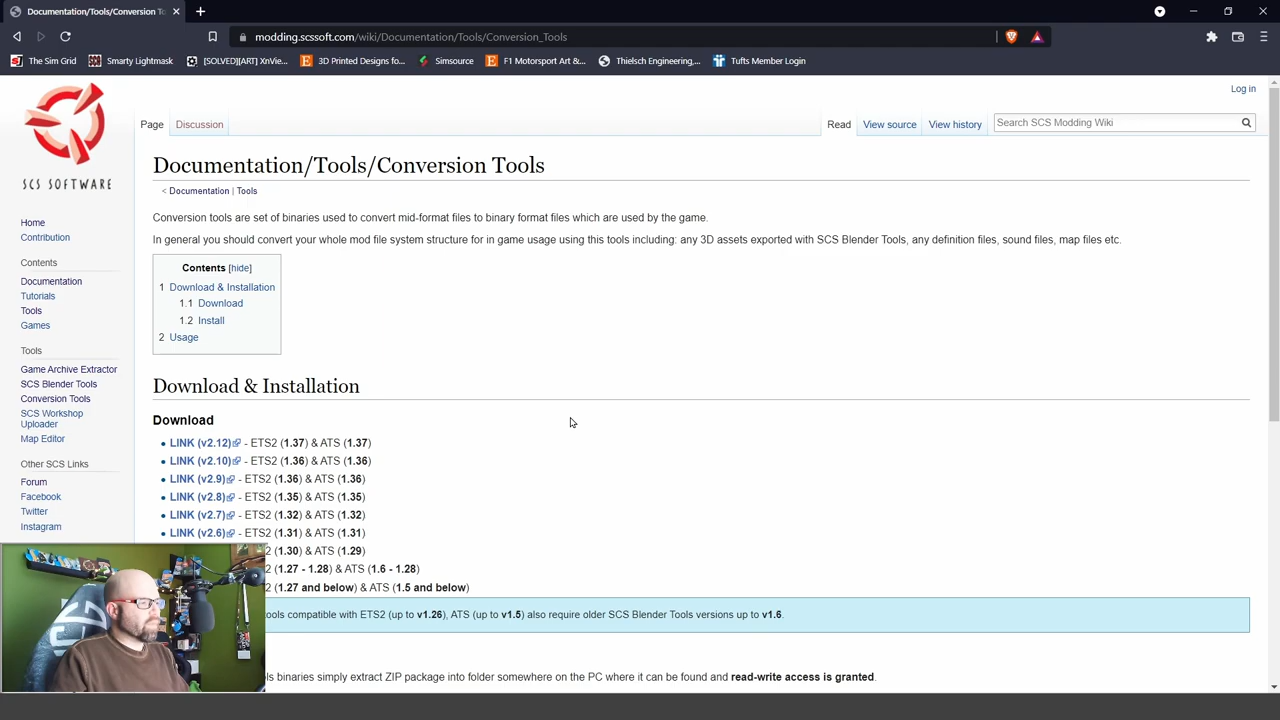 Documentation/Tools/Conversion To
modding.scssoft.com/wiki/Documentation/Tools/Conversion_Tools
The Sim Grid
Smarty Lightmask
[SOLVED][ART] XnVie...
3D Printed Designs fo...
Simsource
F1 Motorsport Art &...
Thielsch Engineering,...
Tufts Member Login
Log in
SCS SOFTWARE
Page
Discussion
Read
View source
View history
Search SCS Modding Wiki
Documentation/Tools/Conversion Tools
< Documentation | Tools
Conversion tools are set of binaries used to convert mid-format files to binary format files which are used by the game.
In general you should convert your whole mod file system structure for in game usage using this tools including: any 3D assets exported with SCS Blender Tools, any definition files, sound files, map files etc.
Home
Contribution
Contents
Documentation
Tutorials
Tools
Games
Tools
Game Archive Extractor
SCS Blender Tools
Conversion Tools
SCS Workshop
Uploader
Map Editor
Other SCS Links
Forum
Facebook
Twitter
Instagram
Contents [hide]
1 Download & Installation
1.1 Download
1.2 Install
2 Usage
Download & Installation
Download
• LINK (v2.12) - ETS2 (1.37) & ATS (1.37)
• LINK (v2.10) - ETS2 (1.36) & ATS (1.36)
• LINK (v2.9) - ETS2 (1.36) & ATS (1.36)
• LINK (v2.8) - ETS2 (1.35) & ATS (1.35)
• LINK (v2.7) - ETS2 (1.32) & ATS (1.32)
• LINK (v2.6) - ETS2 (1.31) & ATS (1.31)
2 (1.30) & ATS (1.29)
2 (1.27 - 1.28) & ATS (1.6 - 1.28)
2 (1.27 and below) & ATS (1.5 and below)
ools compatible with ETS2 (up to v1.26), ATS (up to v1.5) also require older SCS Blender Tools versions up to v1.6.
ls binaries simply extract ZIP package into folder somewhere on the PC where it can be found and read-write access is granted.